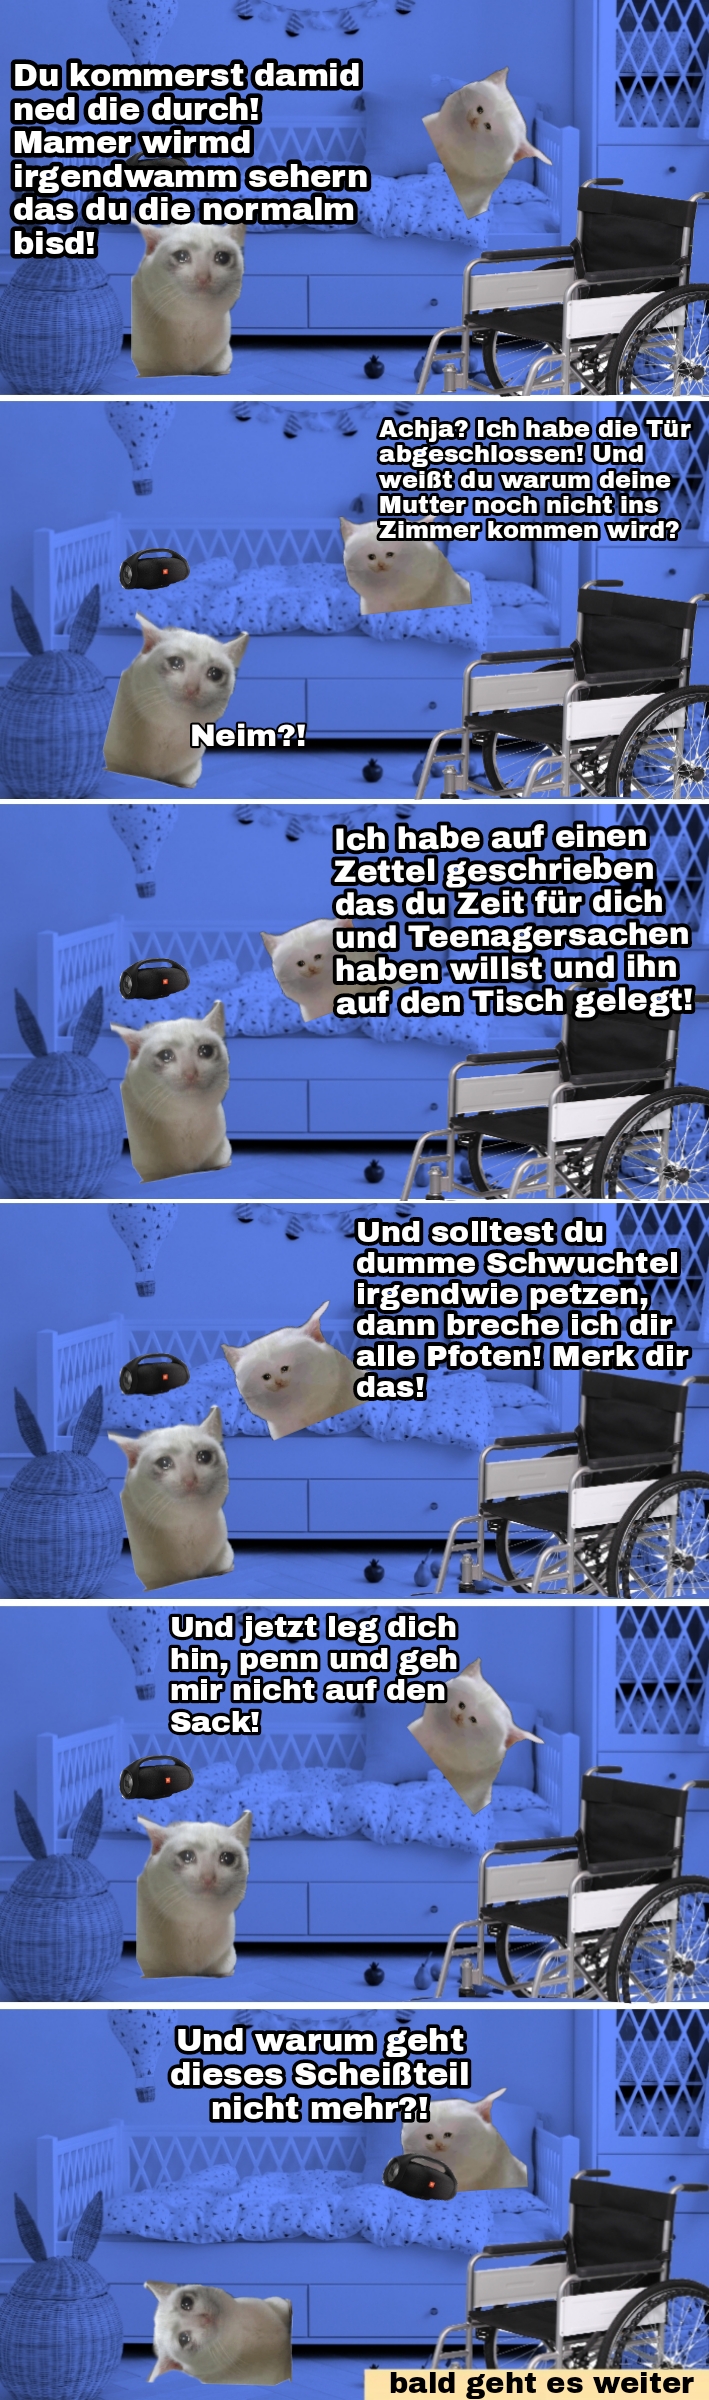 Du kommerst damid
ned die durch!
Mamer wirmd
irgendwamm sehern
das du die normalm
bisd!
Achja? Ich habe die Tür
abgeschlossen! Und
weißt du warum deine
Mutter noch nicht ins
Zimmer kommen wird?
Neim?!
Ich habe auf einen
Zettel geschrieben
das du Zeit für dich
und Teenagersachen
haben willst und ihn
auf den Tisch gelegt!
Und solltest du
dumme Schwuchtel
irgendwie petzen,
dann breche ich dir
alle Pfoten! Merk dir
das!
Und jetzt leg dich
hin, penn und geh
mir nicht auf den
Sack!
Und warum geht
dieses Scheißteil
nicht mehr?!
bald geht es weiter